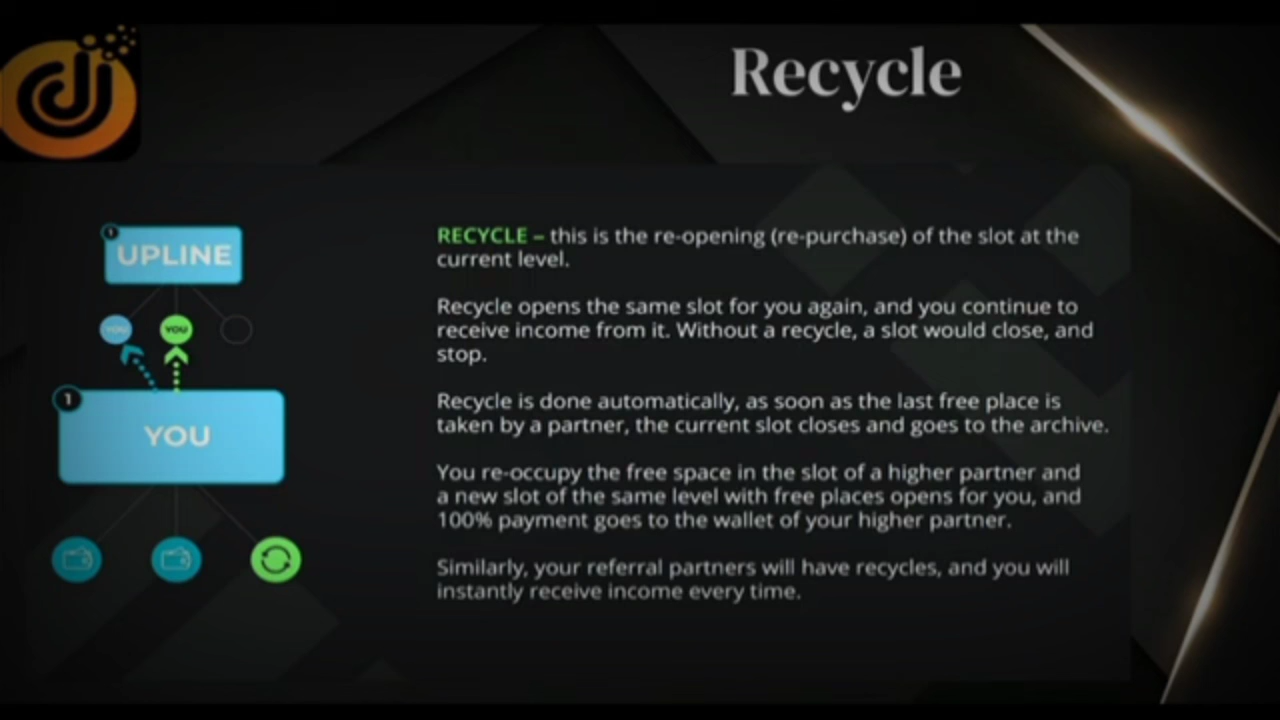 Recycle
UPLINE
YOU
YOU
1
YOU
RECYCLE – this is the re-opening (re-purchase) of the slot at the
current level.
Recycle opens the same slot for you again, and you continue to
receive income from it. Without a recycle, a slot would close, and
stop.
Recycle is done automatically, as soon as the last free place is
taken by a partner, the current slot closes and goes to the archive.
You re-occupy the free space in the slot of a higher partner and
a new slot of the same level with free places opens for you, and
100% payment goes to the wallet of your higher partner.
Similarly, your referral partners will have recycles, and you will
instantly receive income every time.